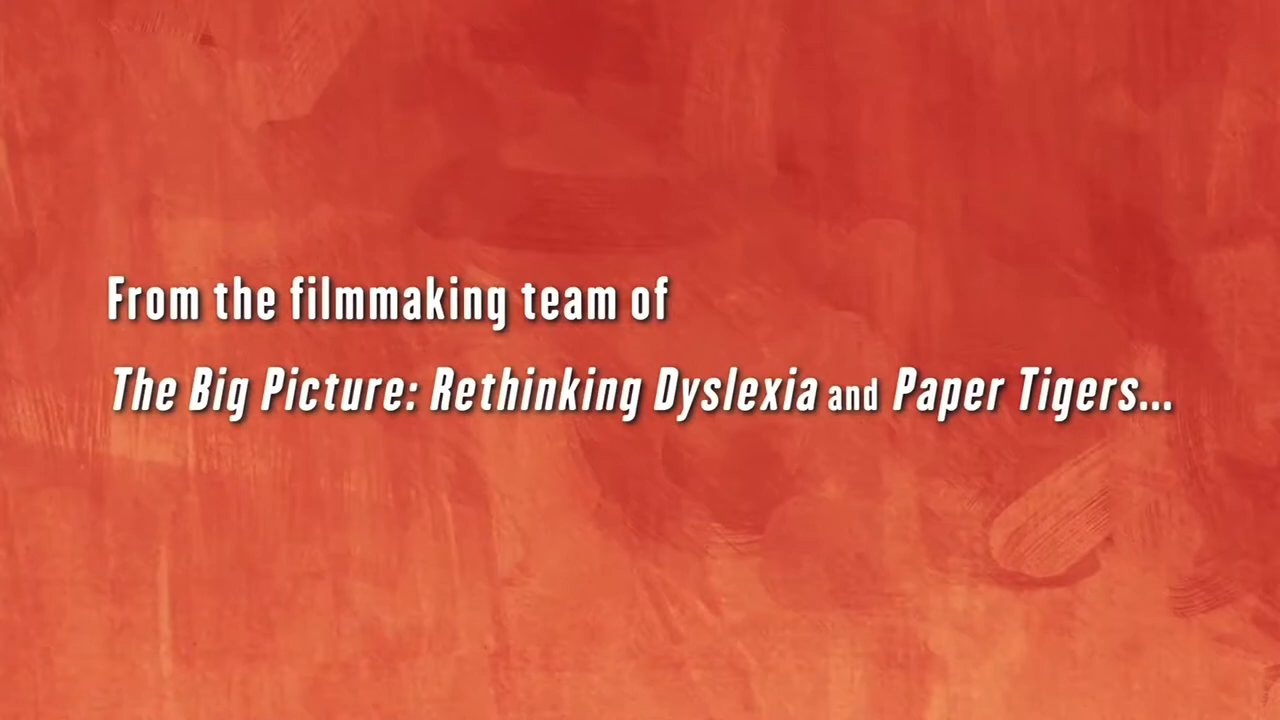 From the filmmaking team of
The Big Picture: Rethinking Dyslexia and Paper Tigers...